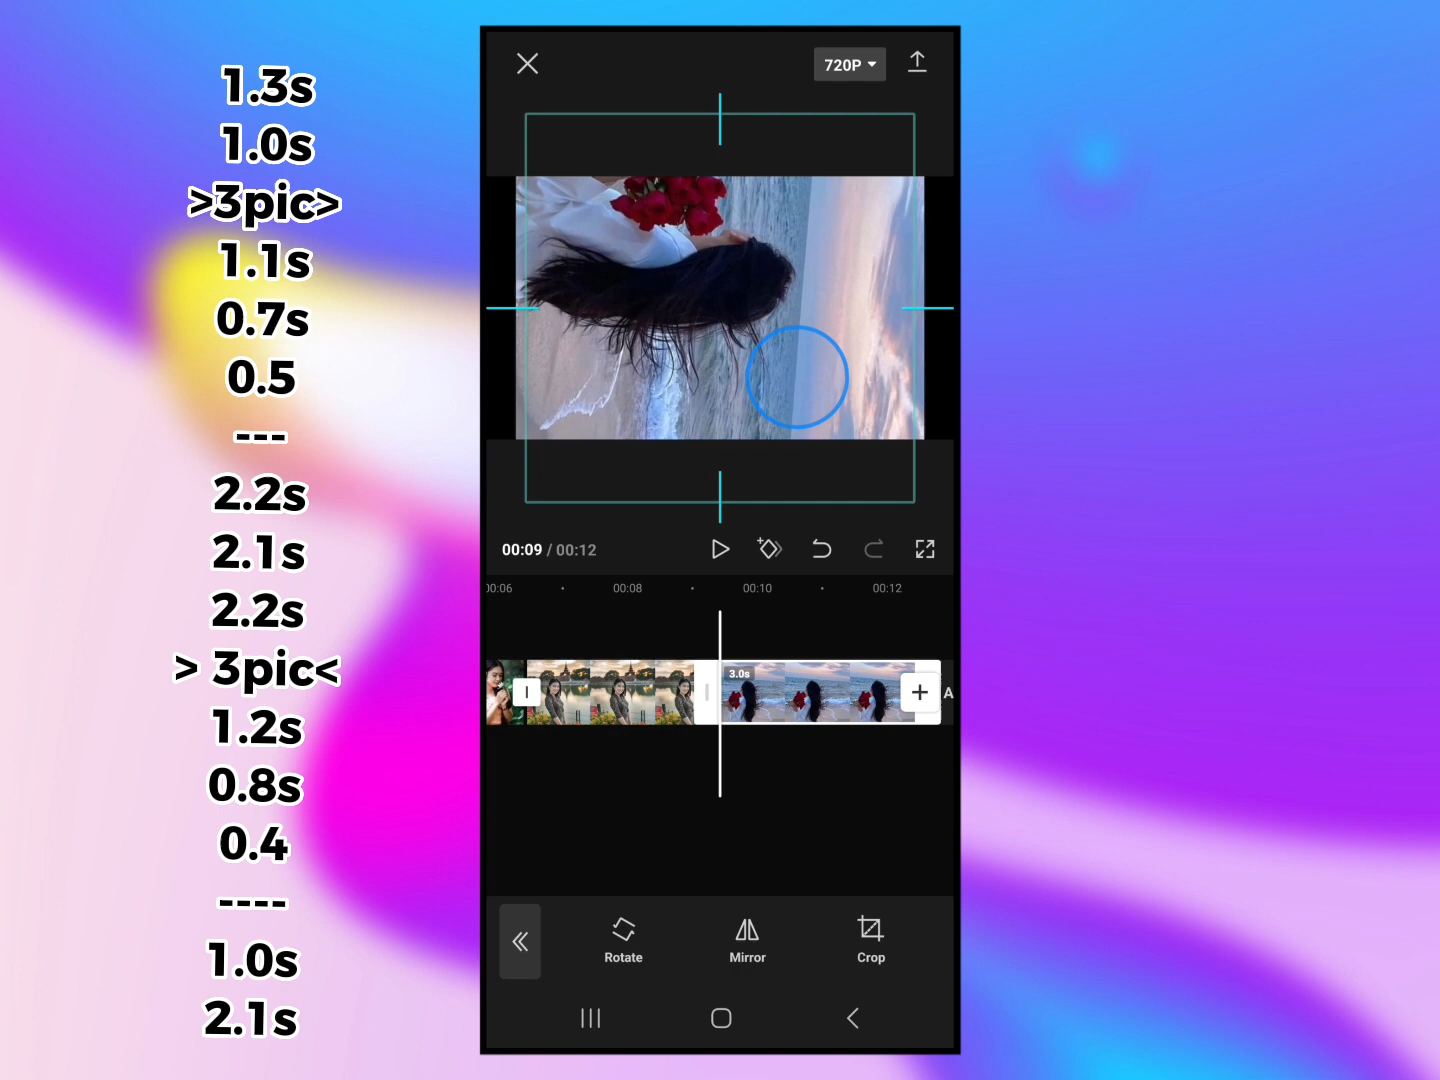 1.3s
1.0s
>3pic>
1.1s
0.7s
0.5
---
2.2s
2.1s
2.2s
> 3pic<
1.2s
0.8s
0.4
----
1.0s
2.1s
720P
00:09 / 00:12
00:06 00:08 00:10 00:12
3.0s
A
Rotate Mirror Crop